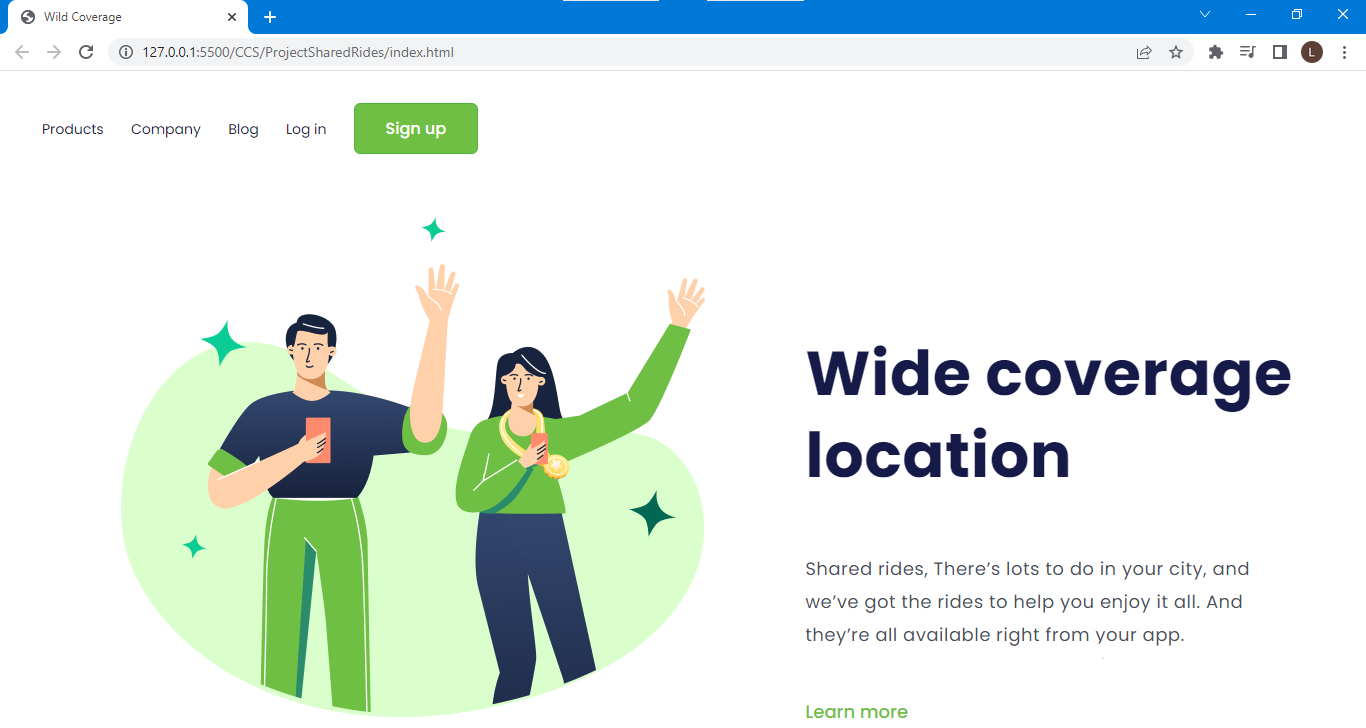 Wild Coverage
127.0.0.1:5500/CCS/ProjectSharedRides/index.html
L
Products Company Blog Log in Sign up
Wide coverage
location
Shared rides, There's lots to do in your city, and
we've got the rides to help you enjoy it all. And
they're all available right from your app.
Learn more